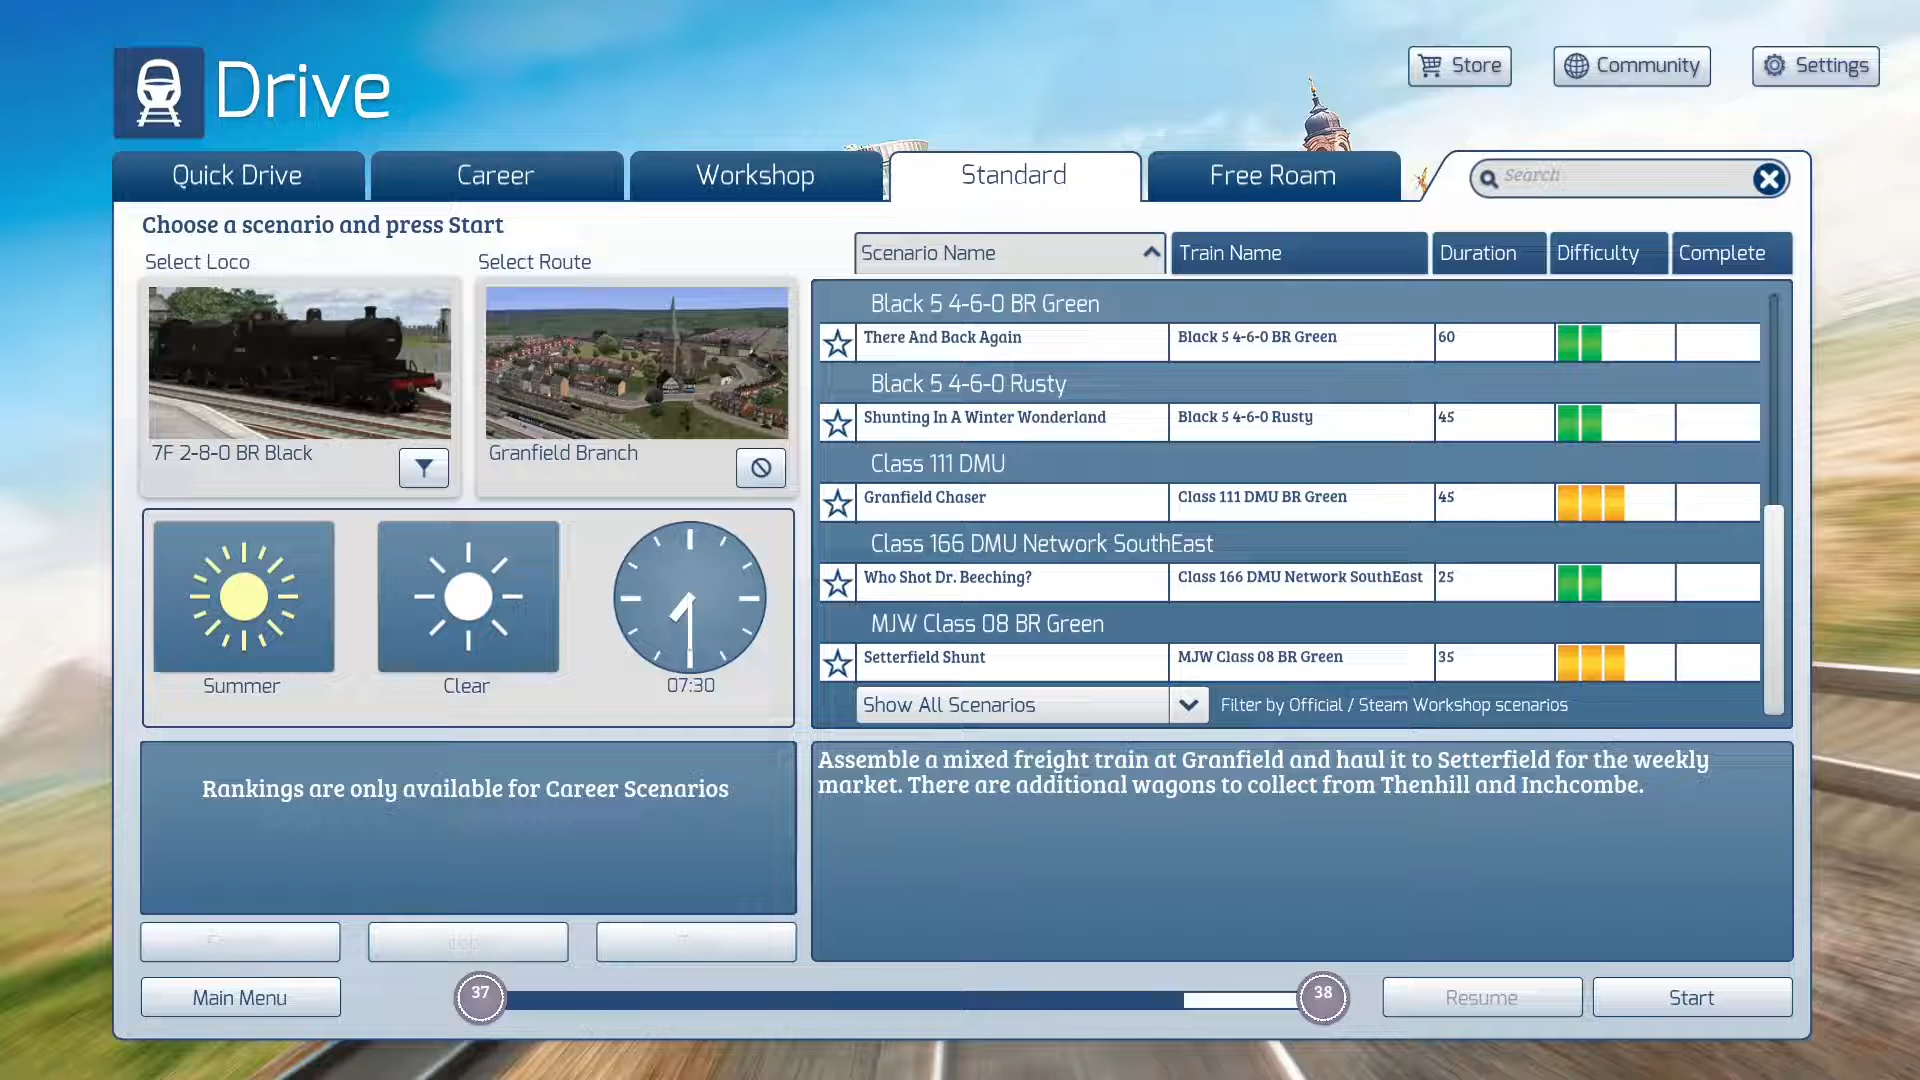 Drive
Store
Community
Settings
Quick Drive
Career
Workshop
Standard
Free Roam
Search
Choose a scenario and press Start
Select Loco
Select Route
Scenario Name
Train Name
Duration
Difficulty
Complete
7F 2-8-0 BR Black
Granfield Branch
Black 5 4-6-0 BR Green
There And Back Again
Black 5 4-6-0 BR Green
60
Black 5 4-6-0 Rusty
Shunting In A Winter Wonderland
Black 5 4-6-0 Rusty
45
Class 111 DMU
Granfield Chaser
Class 111 DMU BR Green
45
Class 166 DMU Network SouthEast
Who Shot Dr. Beeching?
Class 166 DMU Network SouthEast
25
MJW Class 08 BR Green
Setterfield Shunt
MJW Class 08 BR Green
35
Show All Scenarios
Filter by Official / Steam Workshop scenarios
Summer
Clear
07:30
Rankings are only available for Career Scenarios
Assemble a mixed freight train at Granfield and haul it to Setterfield for the weekly
market. There are additional wagons to collect from Thenhill and Inchcombe.
Main Menu
37
38
Resume
Start